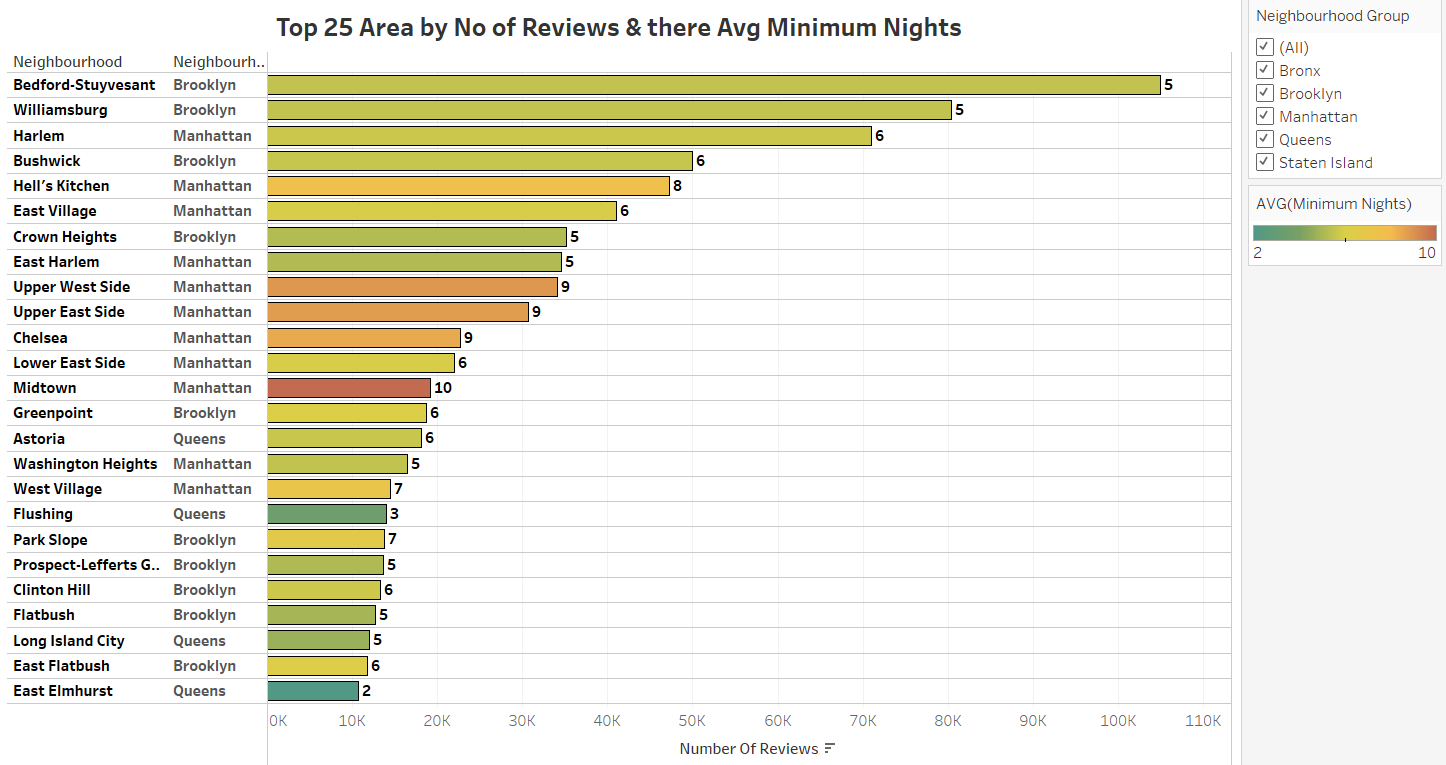 Top 25 Area by No of Reviews & there Avg Minimum Nights
Neighbourhood Neighbourh..
Bedford-Stuyvesant Brooklyn 5
Williamsburg Brooklyn 5
Harlem Manhattan 6
Bushwick Brooklyn 6
Hell’s Kitchen Manhattan 8
East Village Manhattan 6
Crown Heights Brooklyn 5
East Harlem Manhattan 5
Upper West Side Manhattan 9
Upper East Side Manhattan 9
Chelsea Manhattan 9
Lower East Side Manhattan 6
Midtown Manhattan 10
Greenpoint Brooklyn 6
Astoria Queens 6
Washington Heights Manhattan 5
West Village Manhattan 7
Flushing Queens 3
Park Slope Brooklyn 7
Prospect-Lefferts G.. Brooklyn 5
Clinton Hill Brooklyn 6
Flatbush Brooklyn 5
Long Island City Queens 5
East Flatbush Brooklyn 6
East Elmhurst Queens 2
0K 10K 20K 30K 40K 50K 60K 70K 80K 90K 100K 110K
Number Of Reviews
Neighbourhood Group
(All)
Bronx
Brooklyn
Manhattan
Queens
Staten Island
AVG(Minimum Nights)
2 10